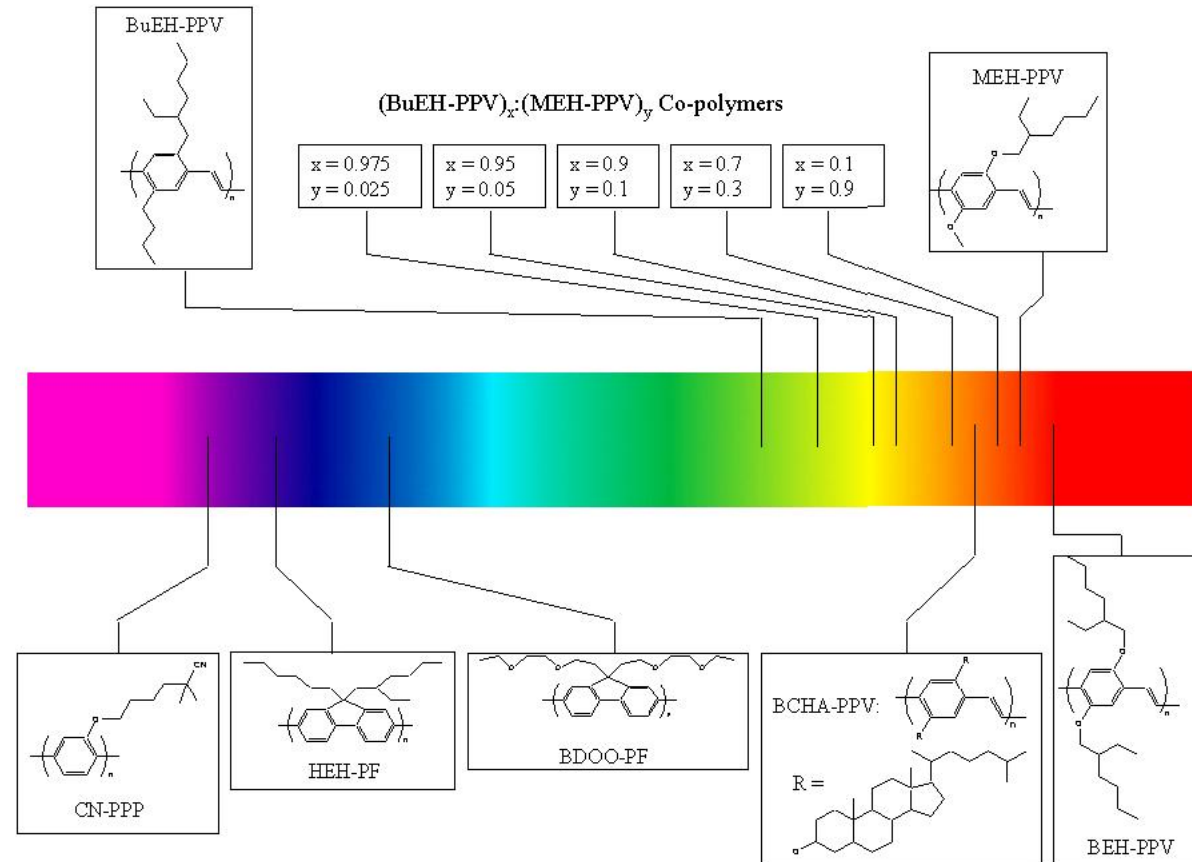 BuEH-PPV
n
(BuEH-PPV)x:(MEH-PPV)y Co-polymers
x = 0.975
y = 0.025
x = 0.95
y = 0.05
x = 0.9
y = 0.1
x = 0.7
y = 0.3
x = 0.1
y = 0.9
MEH-PPV
O
O
n
CN
O
n
CN-PPP
n
HEH-PF
O
O
O
O
BDOO-PF
BCHA-PPV:
R
R
n
R =
O
O
O
n
BEH-PPV